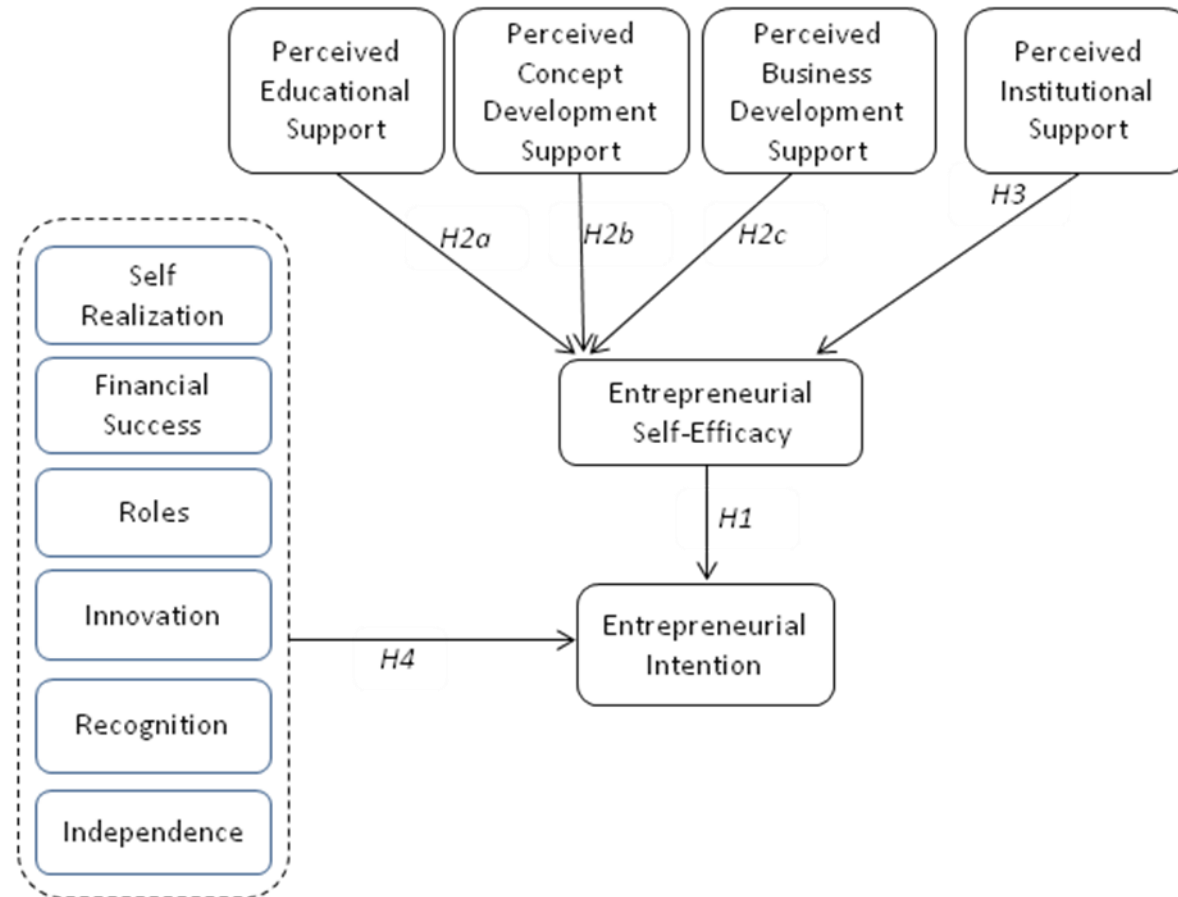 Perceived
Educational
Support
Perceived
Concept
Development
Support
Perceived
Business
Development
Support
Perceived
Institutional
Support
H2a
H2b
H2c
H3
Self
Realization
Financial
Success
Roles
Innovation
Recognition
Independence
Entrepreneurial
Self-Efficacy
H1
Entrepreneurial
Intention
H4